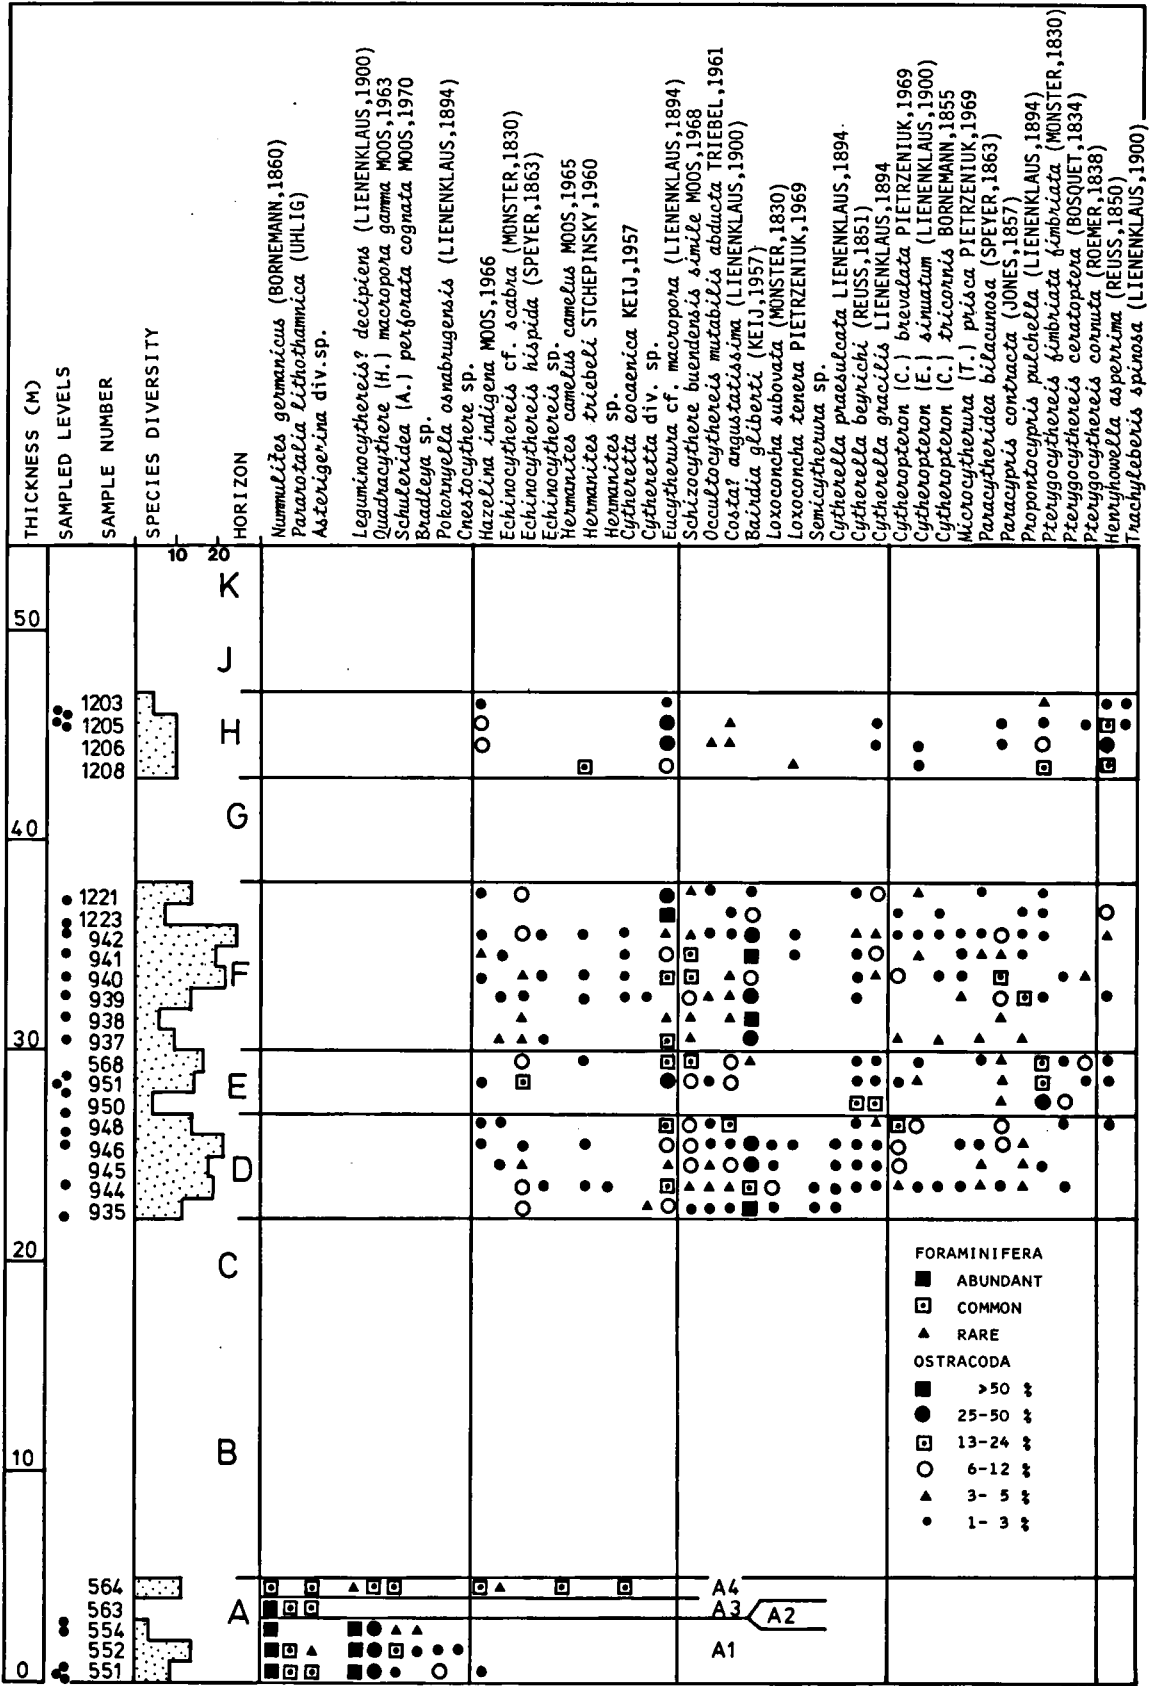 THICKNESS (M)
SAMPLED LEVELS
SAMPLE NUMBER
SPECIES DIVERSITY
HORIZON
Nummulites germanicus (BORNEMANN,1860)
Pararotalia lithothamnica (UHLIG)
Asterigerina div.sp.
Leguminocythereis? decipiens (LIENENKLAUS,1900)
Quadracythere (H.) macropora gamma MOOS,1963
Schuleridea (A.) perforata cognata MOOS,1970
Bradleya sp.
Pokornyella osnabrugensis (LIENENKLAUS,1894)
Cnestocythere sp.
Hazelina indigena MOOS,1966
Echinocythereis cf. scabra (MÜNSTER,1830)
Echinocythereis hispida (SPEYER,1863)
Echinocythereis sp.
Hermanites camelus MOOS,1965
Hermanites triebeli STCHEPINSKY,1960
Hermanites sp.
Cytheretta eocaenica KEIJ,1957
Cytheretta div. sp.
Eucytherura cf. macropora (LIENENKLAUS,1894)
Schizocythere buendensis simile MOOS,1968
Occultocythereis mutabilis abducta TRIEBEL,1961
Costa? angustatissima (LIENENKLAUS,1900)
Bairdia gliberti (KEIJ,1957)
Loxoconcha subovata (MÜNSTER,1830)
Loxoconcha tenera PIETRZENIUK,1969
Semicytherura sp.
Cytherella praesulcata LIENENKLAUS,1894
Cytherella beyrichi (REUSS,1851)
Cytherella gracilis LIENENKLAUS,1894
Cytheropteron (C.) brevalata PIETRZENIUK,1969
Cytheropteron (E.) sinuatum (LIENENKLAUS,1900)
Cytheropteron (C.) tricornis BORNEMANN,1855
Microcytherura (T.) prisca PIETRZENIUK,1969
Paracytheridea bilacunosa (SPEYER,1863)
Paracypris contracta (JONES,1857)
Propontocypris pulchella (LIENENKLAUS,1894)
Pterygocythereis fimbriata fimbriata (MÜNSTER,1830)
Pterygocythereis ceratoptera (BOSQUET,1834)
Pterygocythereis cornuta (ROEMER,1838)
Henryhowella asperrima (REUSS,1850)
Trachyleberis spinosa (LIENENKLAUS,1900)
10 20
K
50
J
1203
1205
H
1206
1208
G
40
1221
1223
942
941
F
940
939
938
30
937
568
951
E
950
948
946
D
945
944
935
20
C
B
10
564
A4
563
A
A3
A2
554
552
A1
0
551
FORAMINIFERA
ABUNDANT
COMMON
RARE
OSTRACODA
>50 %
25-50 %
13-24 %
6-12 %
3- 5 %
1- 3 %